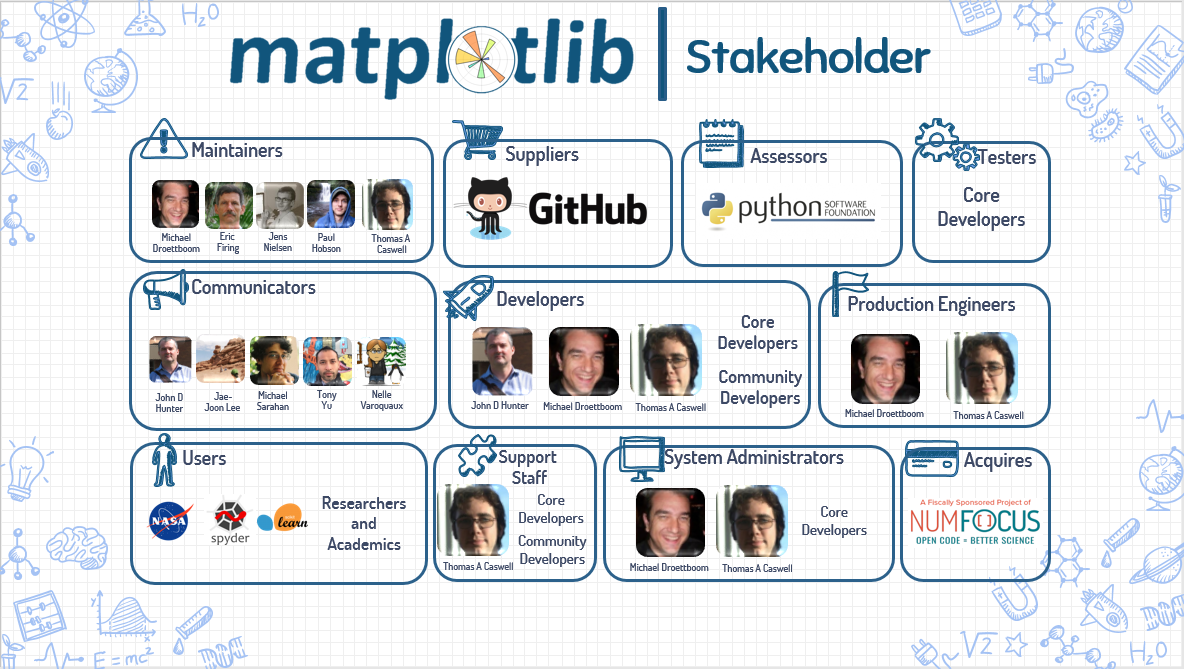 H₂O
matplotlib
Stakeholder
√2
Maintainers
Michael
Droettboom
Eric
Firing
Jens
Nielsen
Paul
Hobson
Thomas A
Caswell
Suppliers
GitHub
Assessors
python
SOFTWARE
FOUNDATION
Testers
Core
Developers
Communicators
John D
Hunter
Jae-
Joon Lee
Michael
Sarahan
Tony
Yu
Nelle
Varoquaux
Developers
John D Hunter
Michael Droettboom
Thomas A Caswell
Core
Developers
Community
Developers
Production Engineers
Michael Droettboom
Thomas A Caswell
Users
NASA
spyder
learn
Researchers
and
Academics
Support
Staff
Thomas A Caswell
Core
Developers
Community
Developers
System Administrators
Michael Droettboom
Thomas A Caswell
Core
Developers
Acquires
A Fiscally Sponsored Project of
NUMFOCUS
OPEN CODE = BETTER SCIENCE
E=mc²
√2
H₂O